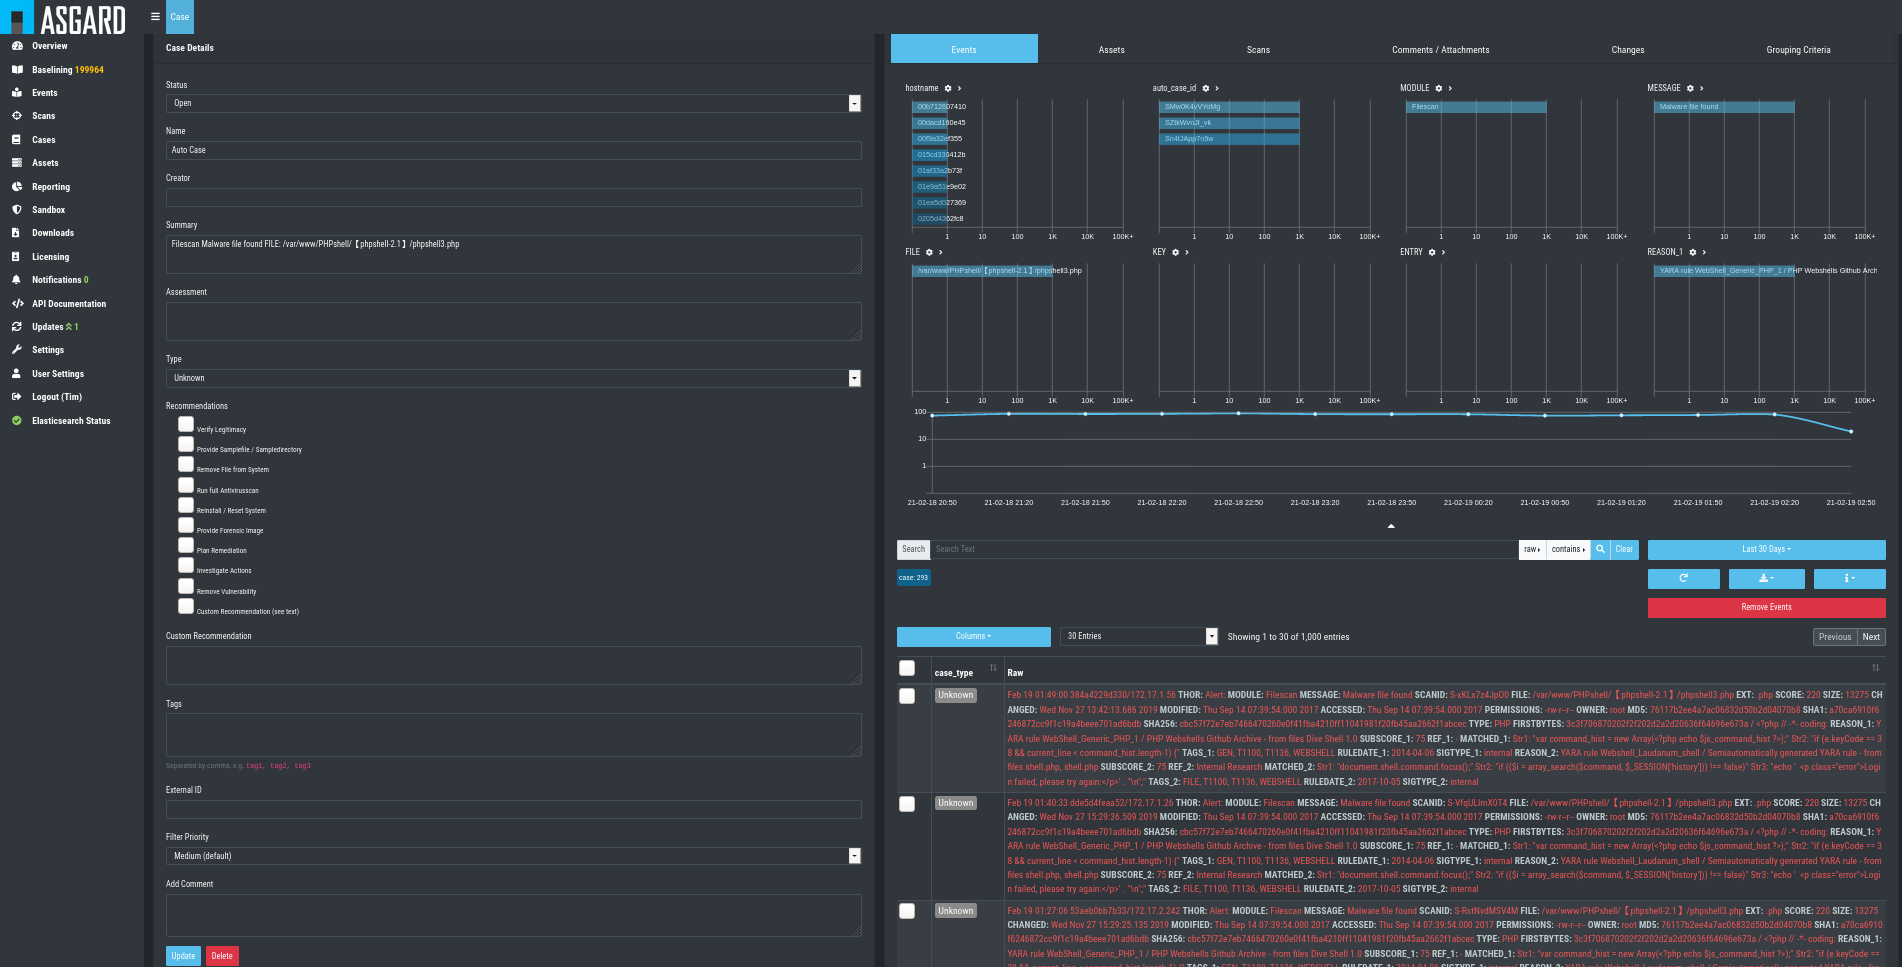 ASGARD
Case
Overview
Baselining 199964
Events
Scans
Cases
Assets
Reporting
Sandbox
Downloads
Licensing
Notifications 0
API Documentation
Updates 1
Settings
User Settings
Logout (Tim)
Elasticsearch Status
Case Details
Status
Open
Name
Auto Case
Creator
Summary
Filescan Malware file found FILE: /var/www/PHPshell/【phpshell-2.1】/phpshell3.php
Assessment
Type
Unknown
Recommendations
Verify Legitimacy
Provide Samplefile / Sampledirectory
Remove File from System
Run full Antivirusscan
Reinstall / Reset System
Provide Forensic Image
Plan Remediation
Investigate Actions
Remove Vulnerability
Custom Recommendation (see text)
Custom Recommendation
Tags
Separated by comma, e.g. tag1, tag2, tag3
External ID
Filter Priority
Medium (default)
Add Comment
Update Delete
Events Assets Scans Comments / Attachments Changes Grouping Criteria
hostname
00b712607410
00dacd160e45
00f9a32ef355
015cd330412b
01af33a2b73f
01e9a51e9e02
01ea5d027369
0205d4362fc8
1 10 100 1K 10K 100K+
auto_case_id
SMw0K4vVYoMg
SZtkWvnJl_vk
Sn4tJApp7n9w
1 10 100 1K 10K 100K+
MODULE
Filescan
1 10 100 1K 10K 100K+
MESSAGE
Malware file found
1 10 100 1K 10K 100K+
FILE
/var/www/PHPshell/【phpshell-2.1】/phpshell3.php
1 10 100 1K 10K 100K+
KEY
1 10 100 1K 10K 100K+
ENTRY
1 10 100 1K 10K 100K+
REASON_1
YARA rule WebShell_Generic_PHP_1 / PHP Webshells Github Arch
1 10 100 1K 10K 100K+
100
10
1
21-02-18 20:50 21-02-18 21:20 21-02-18 21:50 21-02-18 22:20 21-02-18 22:50 21-02-18 23:20 21-02-18 23:50 21-02-19 00:20 21-02-19 00:50 21-02-19 01:20 21-02-19 01:50 21-02-19 02:20 21-02-19 02:50
Search Search Text raw contains Clear Last 30 Days
case: 293
Remove Events
Columns 30 Entries Showing 1 to 30 of 1,000 entries Previous Next
case_type Raw
Unknown
Feb 19 01:49:00 384a4229d330/172.17.1.56 THOR: Alert: MODULE: Filescan MESSAGE: Malware file found SCANID: S-xKLx7z4JpO0 FILE: /var/www/PHPshell/【phpshell-2.1】/phpshell3.php EXT: .php SCORE: 220 SIZE: 13275 CH
ANGED: Wed Nov 27 13:42:13.686 2019 MODIFIED: Thu Sep 14 07:39:54.000 2017 ACCESSED: Thu Sep 14 07:39:54.000 2017 PERMISSIONS: -rw-r--r-- OWNER: root MD5: 76117b2ee4a7ac06832d50b2d04070b8 SHA1: a70ca6910f6
246872cc9f1c19a4beee701ad6bdb SHA256: cbc57f72e7eb7466470260e0f41fba4210ff11041981f20fb45aa2662f1abcec TYPE: PHP FIRSTBYTES: 3c3f706870202f2f202d2a2d20636f64696e673a / <?php // -*- coding: REASON_1: Y
ARA rule WebShell_Generic_PHP_1 / PHP Webshells Github Archive - from files Dive Shell 1.0 SUBSCORE_1: 75 REF_1: - MATCHED_1: Str1: "var command_hist = new Array(<?php echo $js_command_hist ?>);" Str2: "if (e.keyCode == 3
8 && current_line < command_hist.length-1) {" TAGS_1: GEN, T1100, T1136, WEBSHELL RULEDATE_1: 2014-04-06 SIGTYPE_1: internal REASON_2: YARA rule Webshell_Laudanum_shell / Semiautomatically generated YARA rule - from
files shell.php, shell.php SUBSCORE_2: 75 REF_2: Internal Research MATCHED_2: Str1: "document.shell.command.focus();" Str2: "if (($i = array_search($command, $_SESSION['history'])) !== false)" Str3: "echo ' <p class="error">Logi
n failed, please try again:</p>' . "\n";" TAGS_2: FILE, T1100, T1136, WEBSHELL RULEDATE_2: 2017-10-05 SIGTYPE_2: internal
Unknown
Feb 19 01:40:33 dde5d4feaa52/172.17.1.26 THOR: Alert: MODULE: Filescan MESSAGE: Malware file found SCANID: S-VfqULImX0T4 FILE: /var/www/PHPshell/【phpshell-2.1】/phpshell3.php EXT: .php SCORE: 220 SIZE: 13275 CH
ANGED: Wed Nov 27 15:29:36.509 2019 MODIFIED: Thu Sep 14 07:39:54.000 2017 ACCESSED: Thu Sep 14 07:39:54.000 2017 PERMISSIONS: -rw-r--r-- OWNER: root MD5: 76117b2ee4a7ac06832d50b2d04070b8 SHA1: a70ca6910f6
246872cc9f1c19a4beee701ad6bdb SHA256: cbc57f72e7eb7466470260e0f41fba4210ff11041981f20fb45aa2662f1abcec TYPE: PHP FIRSTBYTES: 3c3f706870202f2f202d2a2d20636f64696e673a / <?php // -*- coding: REASON_1: Y
ARA rule WebShell_Generic_PHP_1 / PHP Webshells Github Archive - from files Dive Shell 1.0 SUBSCORE_1: 75 REF_1: - MATCHED_1: Str1: "var command_hist = new Array(<?php echo $js_command_hist ?>);" Str2: "if (e.keyCode == 3
8 && current_line < command_hist.length-1) {" TAGS_1: GEN, T1100, T1136, WEBSHELL RULEDATE_1: 2014-04-06 SIGTYPE_1: internal REASON_2: YARA rule Webshell_Laudanum_shell / Semiautomatically generated YARA rule - from
files shell.php, shell.php SUBSCORE_2: 75 REF_2: Internal Research MATCHED_2: Str1: "document.shell.command.focus();" Str2: "if (($i = array_search($command, $_SESSION['history'])) !== false)" Str3: "echo ' <p class="error">Logi
n failed, please try again:</p>' . "\n";" TAGS_2: FILE, T1100, T1136, WEBSHELL RULEDATE_2: 2017-10-05 SIGTYPE_2: internal
Unknown
Feb 19 01:27:06 53aeb0bb7b33/172.17.2.242 THOR: Alert: MODULE: Filescan MESSAGE: Malware file found SCANID: S-RstNvdMSV4M FILE: /var/www/PHPshell/【phpshell-2.1】/phpshell3.php EXT: .php SCORE: 220 SIZE: 13275
CHANGED: Wed Nov 27 15:29:25.135 2019 MODIFIED: Thu Sep 14 07:39:54.000 2017 ACCESSED: Thu Sep 14 07:39:54.000 2017 PERMISSIONS: -rw-r--r-- OWNER: root MD5: 76117b2ee4a7ac06832d50b2d04070b8 SHA1: a70ca6910
f6246872cc9f1c19a4beee701ad6bdb SHA256: cbc57f72e7eb7466470260e0f41fba4210ff11041981f20fb45aa2662f1abcec TYPE: PHP FIRSTBYTES: 3c3f706870202f2f202d2a2d20636f64696e673a / <?php // -*- coding: REASON_1:
YARA rule WebShell_Generic_PHP_1 / PHP Webshells Github Archive - from files Dive Shell 1.0 SUBSCORE_1: 75 REF_1: - MATCHED_1: Str1: "var command_hist = new Array(<?php echo $js_command_hist ?>);" Str2: "if (e.keyCode ==